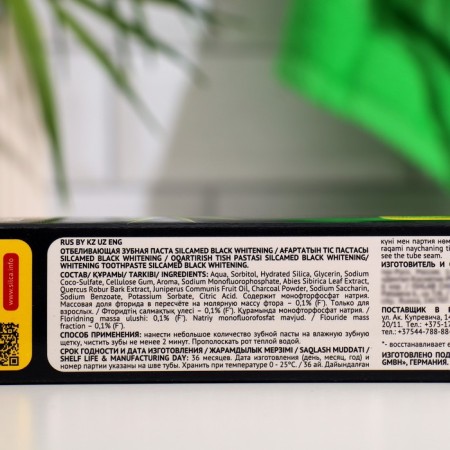 RUS BY KZ UZ ENG
ОТБЕЛИВАЮЩАЯ ЗУБНАЯ ПАСТА SILCAMED BLACK WHITENING / АҒАРТАТЫН ТІС ПАСТАСЫ
SILCAMED BLACK WHITENING / OQARTIRISH TISH PASTASI SILCAMED BLACK WHITENING/
WHITENING TOOTHPASTE SILCAMED BLACK WHITENING
СОСТАВ/ КУРАМЫ/ TARKIBI/ INGREDIENTS: Aqua, Sorbitol, Hydrated Silica, Glycerin, Sodium
Coco-Sulfate, Cellulose Gum, Aroma, Sodium Monofluorophosphate, Abies Sibirica Leaf Extract,
Quercus Robur Bark Extract, Juniperus Communis Fruit Oil, Charcoal Powder, Sodium Saccharin,
Sodium Benzoate, Potassium Sorbate, Citric Acid. Содержит монофторфосфат натрия.
Массовая доля фторида в пересчёте на молярную массу фтора – 0,1% (F). Только для
взрослых. / Фторидтің салмақтық үлесі – 0,1% (F). Құрамында монофторфосфат натрия. /
Floridning massa ulushi: 0,1% (F). Natriy monofluorofosfat mavjud. / Flouride mass
fraction – 0,1% (F).
СПОСОБ ПРИМЕНЕНИЯ: нанести небольшое количество зубной пасты на влажную зубную
щетку, чистить зубы не менее 2 минут. Прополоскать рот теплой водой.
СРОК ГОДНОСТИ И ДАТА ИЗГОТОВЛЕНИЯ / ЖАРАМДЫЛЫҚ МЕРЗІМІ / SAQLASH MUDDATI /
SHELF LIFE & MANUFACTURING DAY: 36 месяцев. Дата изготовления (день, месяц, год) и
номер партии указаны на шве тубы. Хранить при температуре 0 - 25°С. / 36 ай. Дайындалған
күні мен партия нөм
raqami naychaning
see the tube seam.
ИЗГОТОВИТЕЛЬ И
ПОСТАВЩИК В
ул. Ак. Купревича, 1
20/11. Тел.: +375-17
тел.: +37544-788-88
*- восстанавливает
ИЗГОТОВЛЕНО ПОД
GMBH», ГЕРМАНИЯ.
www.silca.info